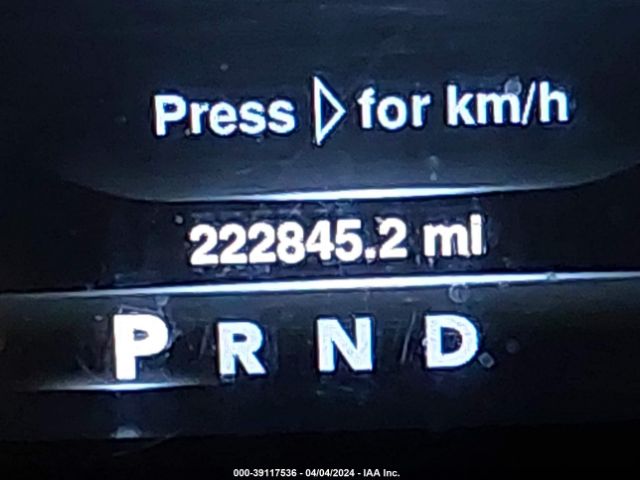 Press ▷ for km/h
222845.2 mi
P R N D
000-39117536 - 04/04/2024 - IAA Inc.